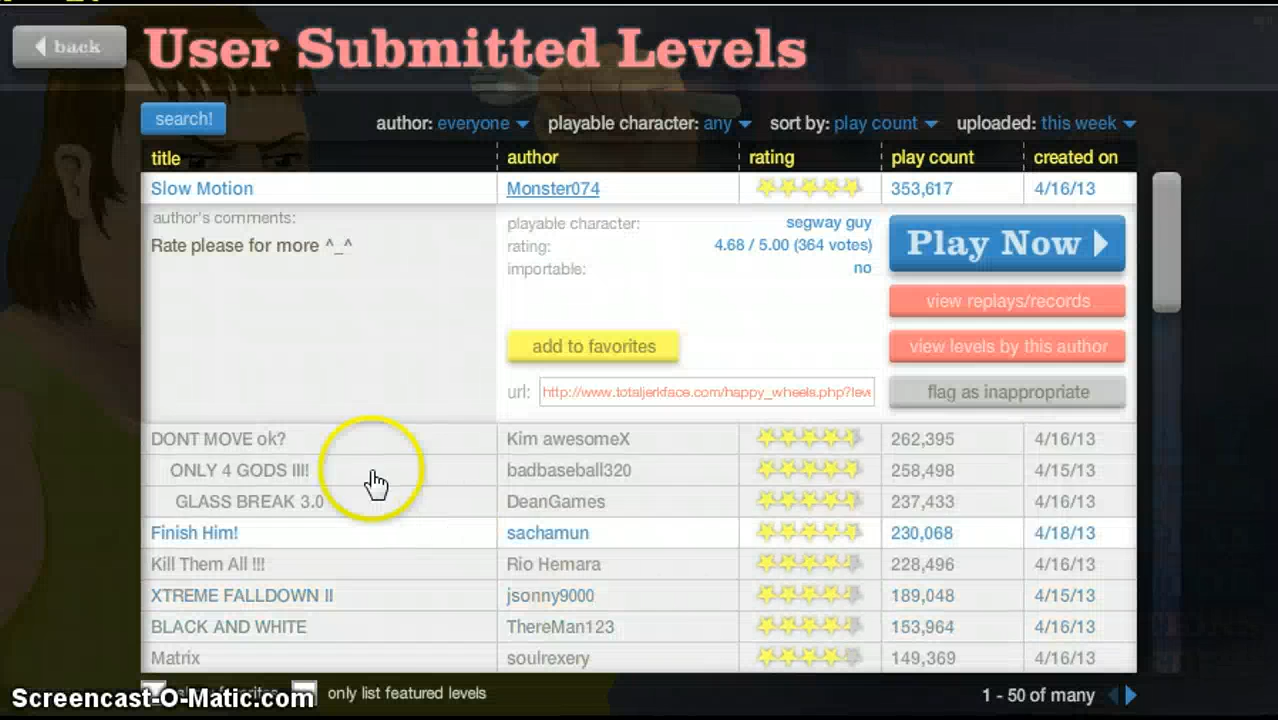 back
User Submitted Levels
search!
author: everyone playable character: any sort by: play count uploaded: this week
title author rating play count created on
Slow Motion Monster074 353,617 4/16/13
author's comments:
Rate please for more ^_^
playable character: segway guy
rating: 4.68 / 5.00 (364 votes)
importable: no
Play Now
view replays/records
add to favorites
view levels by this author
url: http://www.totaljerkface.com/happy_wheels.php?lev
flag as inappropriate
DONT MOVE ok? Kim awesomeX 262,395 4/16/13
ONLY 4 GODS III! badbaseball320 258,498 4/15/13
GLASS BREAK 3.0 DeanGames 237,433 4/16/13
Finish Him! sachamun 230,068 4/18/13
Kill Them All !!! Rio Hemara 228,496 4/16/13
XTREME FALLDOWN II jsonny9000 189,048 4/15/13
BLACK AND WHITE ThereMan123 153,964 4/16/13
Matrix soulrexery 149,369 4/16/13
only list featured levels
1 - 50 of many
Screencast-O-Matic.com